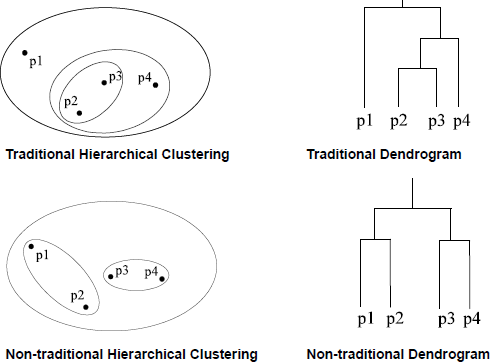 p1
p3
p4
p2
p1 p2 p3 p4
Traditional Hierarchical Clustering
Traditional Dendrogram
p1
p3 p4
p2
p1 p2 p3 p4
Non-traditional Hierarchical Clustering
Non-traditional Dendrogram